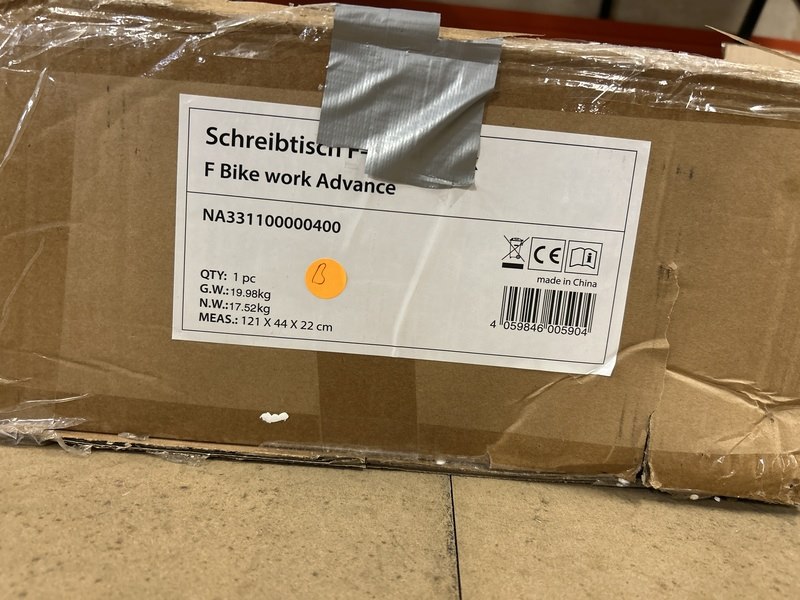 Schreibtisch F-
F Bike work Advance
NA331100000400
B
QTY: 1 pc
G.W.:19.98kg
N.W.:17.52kg
MEAS.: 121 X 44 X 22 cm
CE
i
made in China
4 059846 005904